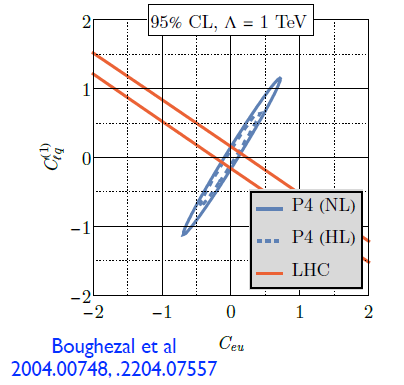 95% CL, Λ = 1 TeV
2
1
0
−1
−2
C_{ℓq}^{(1)}
P4 (NL)
P4 (HL)
LHC
−2 −1 0 1 2
C_{eu}
Boughezal et al
2004.00748, .2204.07557